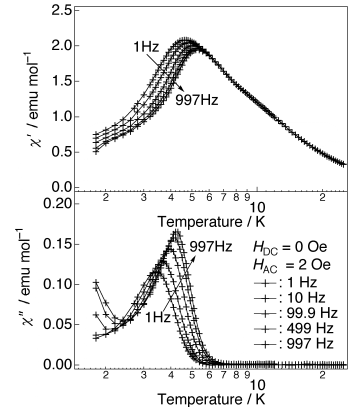 2.5
2.0
1.5
1.0
0.5
0.0
χ′ / emu mol⁻¹
1Hz
997Hz
2 3 4 5 6 7 8 9 10 2
Temperature / K
0.20
0.15
0.10
0.05
0.00
χ″ / emu mol⁻¹
997Hz
1Hz
H_DC = 0 Oe
H_AC = 2 Oe
: 1 Hz
: 10 Hz
: 99.9 Hz
: 499 Hz
: 997 Hz
2 3 4 5 6 7 8 9 10 2
Temperature / K